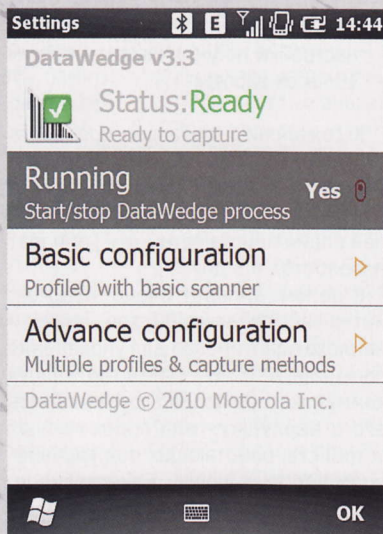 Settings
E
14:44
DataWedge v3.3
Status:Ready
Ready to capture
Running
Yes
Start/stop DataWedge process
Basic configuration
Profile0 with basic scanner
Advance configuration
Multiple profiles & capture methods
DataWedge © 2010 Motorola Inc.
OK